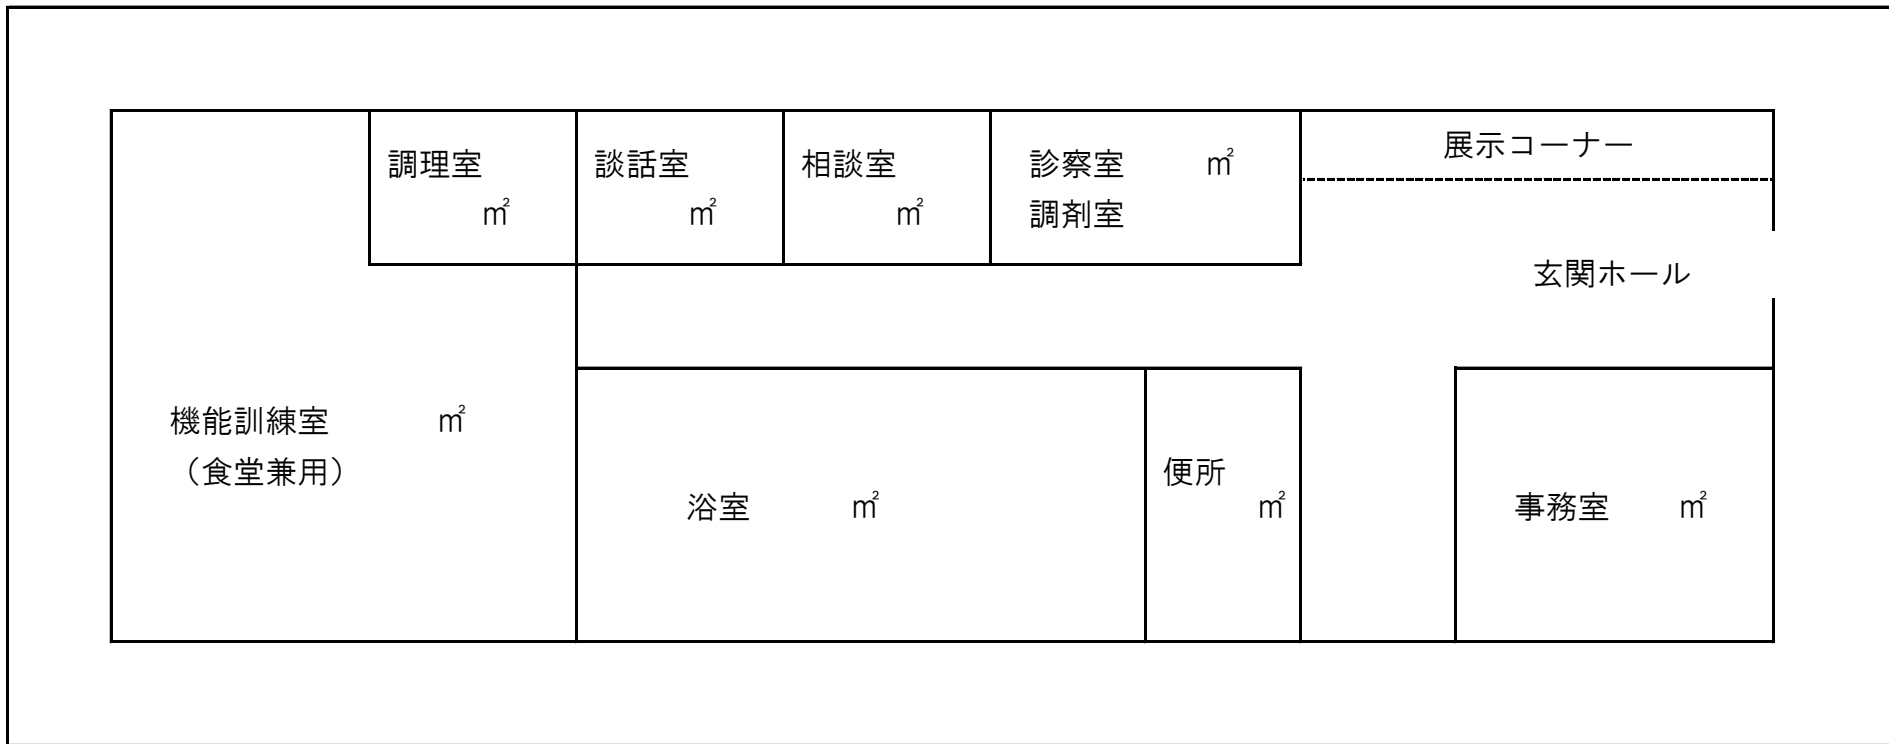 展示コーナー
調理室
㎡
談話室
㎡
相談室
㎡
診察室 ㎡
調剤室
玄関ホール
機能訓練室 ㎡
（食堂兼用）
浴室 ㎡
便所
㎡
事務室 ㎡